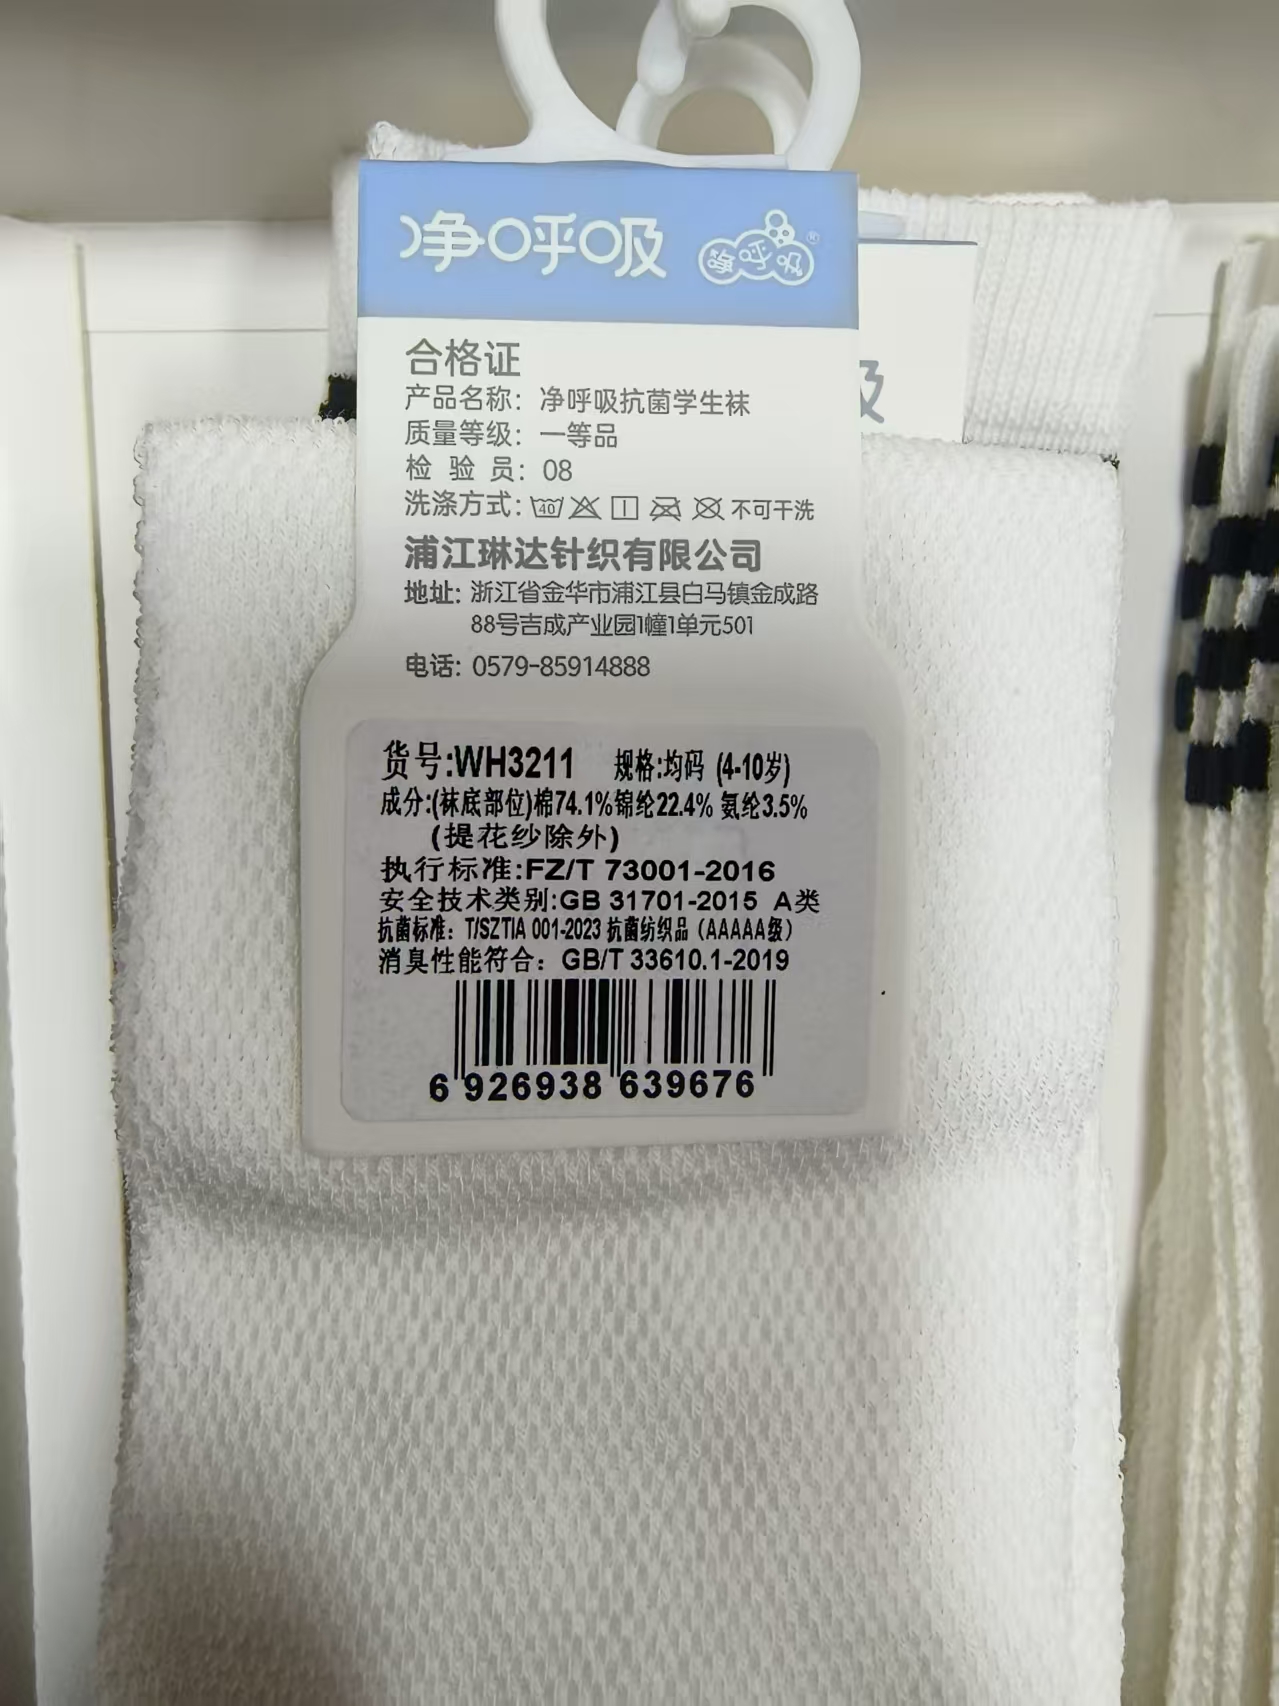 净呼吸 净呼吸®
合格证
产品名称：净呼吸抗菌学生袜
质量等级：一等品
检 验 员：08
洗涤方式：40 不可干洗
浦江琳达针织有限公司
地址：浙江省金华市浦江县白马镇金成路
88号吉成产业园1幢1单元501
电话：0579-85914888
吸
货号:WH3211 规格:均码 (4-10岁)
成分:(袜底部位)棉74.1%锦纶22.4% 氨纶3.5%
(提花纱除外)
执行标准:FZ/T 73001-2016
安全技术类别:GB 31701-2015 A类
抗菌标准：T/SZTIA 001-2023 抗菌纺织品（AAAAA级）
消臭性能符合：GB/T 33610.1-2019
6 926938 639676